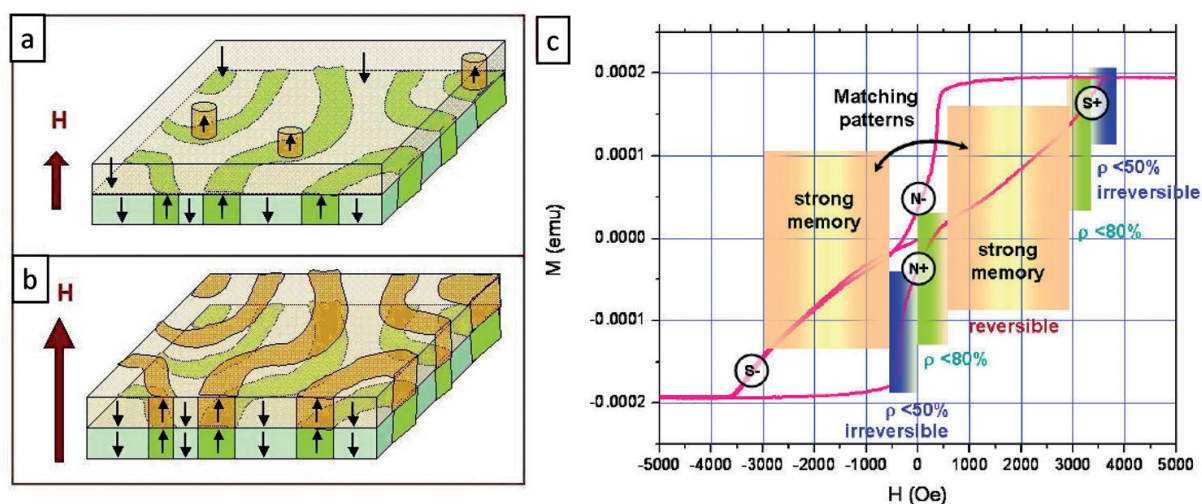 a
H
b
H
c
M (emu)
0.0002
0.0001
0.0000
-0.0001
-0.0002
Matching
patterns
strong
memory
N-
N+
strong
memory
S+
S-
ρ <50%
irreversible
ρ <80%
reversible
ρ <80%
ρ <50%
irreversible
-5000 -4000 -3000 -2000 -1000 0 1000 2000 3000 4000 5000
H (Oe)